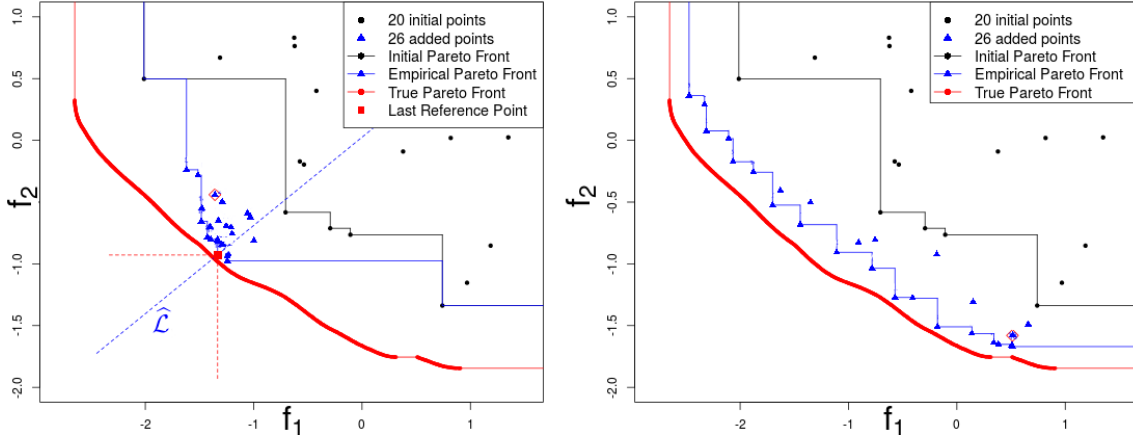 20 initial points
26 added points
Initial Pareto Front
Empirical Pareto Front
True Pareto Front
Last Reference Point
1.0
0.5
0.0
-0.5
-1.0
-1.5
-2.0
f2
L̂
-2
-1
0
1
f1
20 initial points
26 added points
Initial Pareto Front
Empirical Pareto Front
True Pareto Front
1.0
0.5
0.0
-0.5
-1.0
-1.5
-2.0
f2
-2
-1
0
1
f1